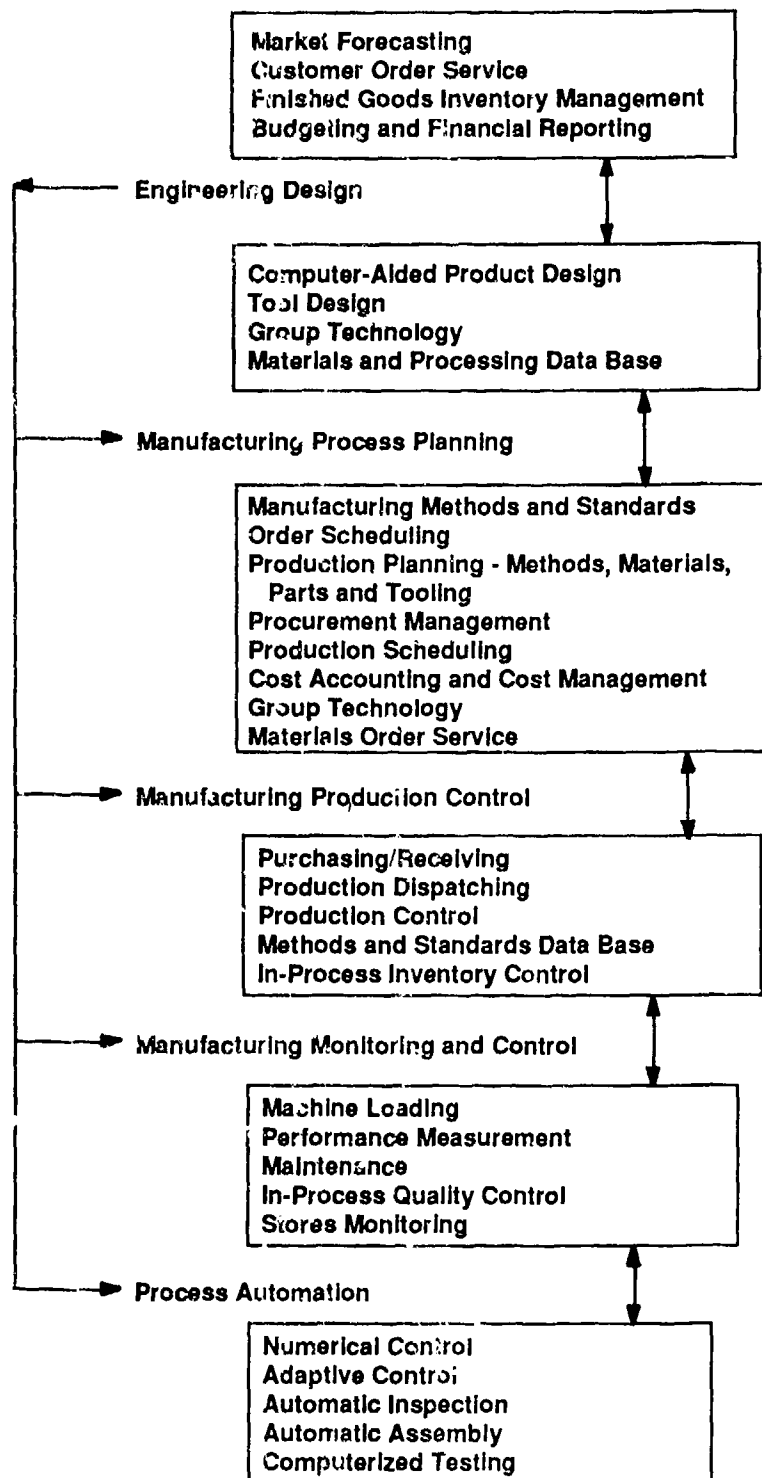 Market Forecasting
Customer Order Service
Finished Goods Inventory Management
Budgeting and Financial Reporting
Engineering Design
Computer-Aided Product Design
Tool Design
Group Technology
Materials and Processing Data Base
Manufacturing Process Planning
Manufacturing Methods and Standards
Order Scheduling
Production Planning - Methods, Materials,
Parts and Tooling
Procurement Management
Production Scheduling
Cost Accounting and Cost Management
Group Technology
Materials Order Service
Manufacturing Production Control
Purchasing/Receiving
Production Dispatching
Production Control
Methods and Standards Data Base
In-Process Inventory Control
Manufacturing Monitoring and Control
Machine Loading
Performance Measurement
Maintenance
In-Process Quality Control
Stores Monitoring
Process Automation
Numerical Control
Adaptive Control
Automatic Inspection
Automatic Assembly
Computerized Testing